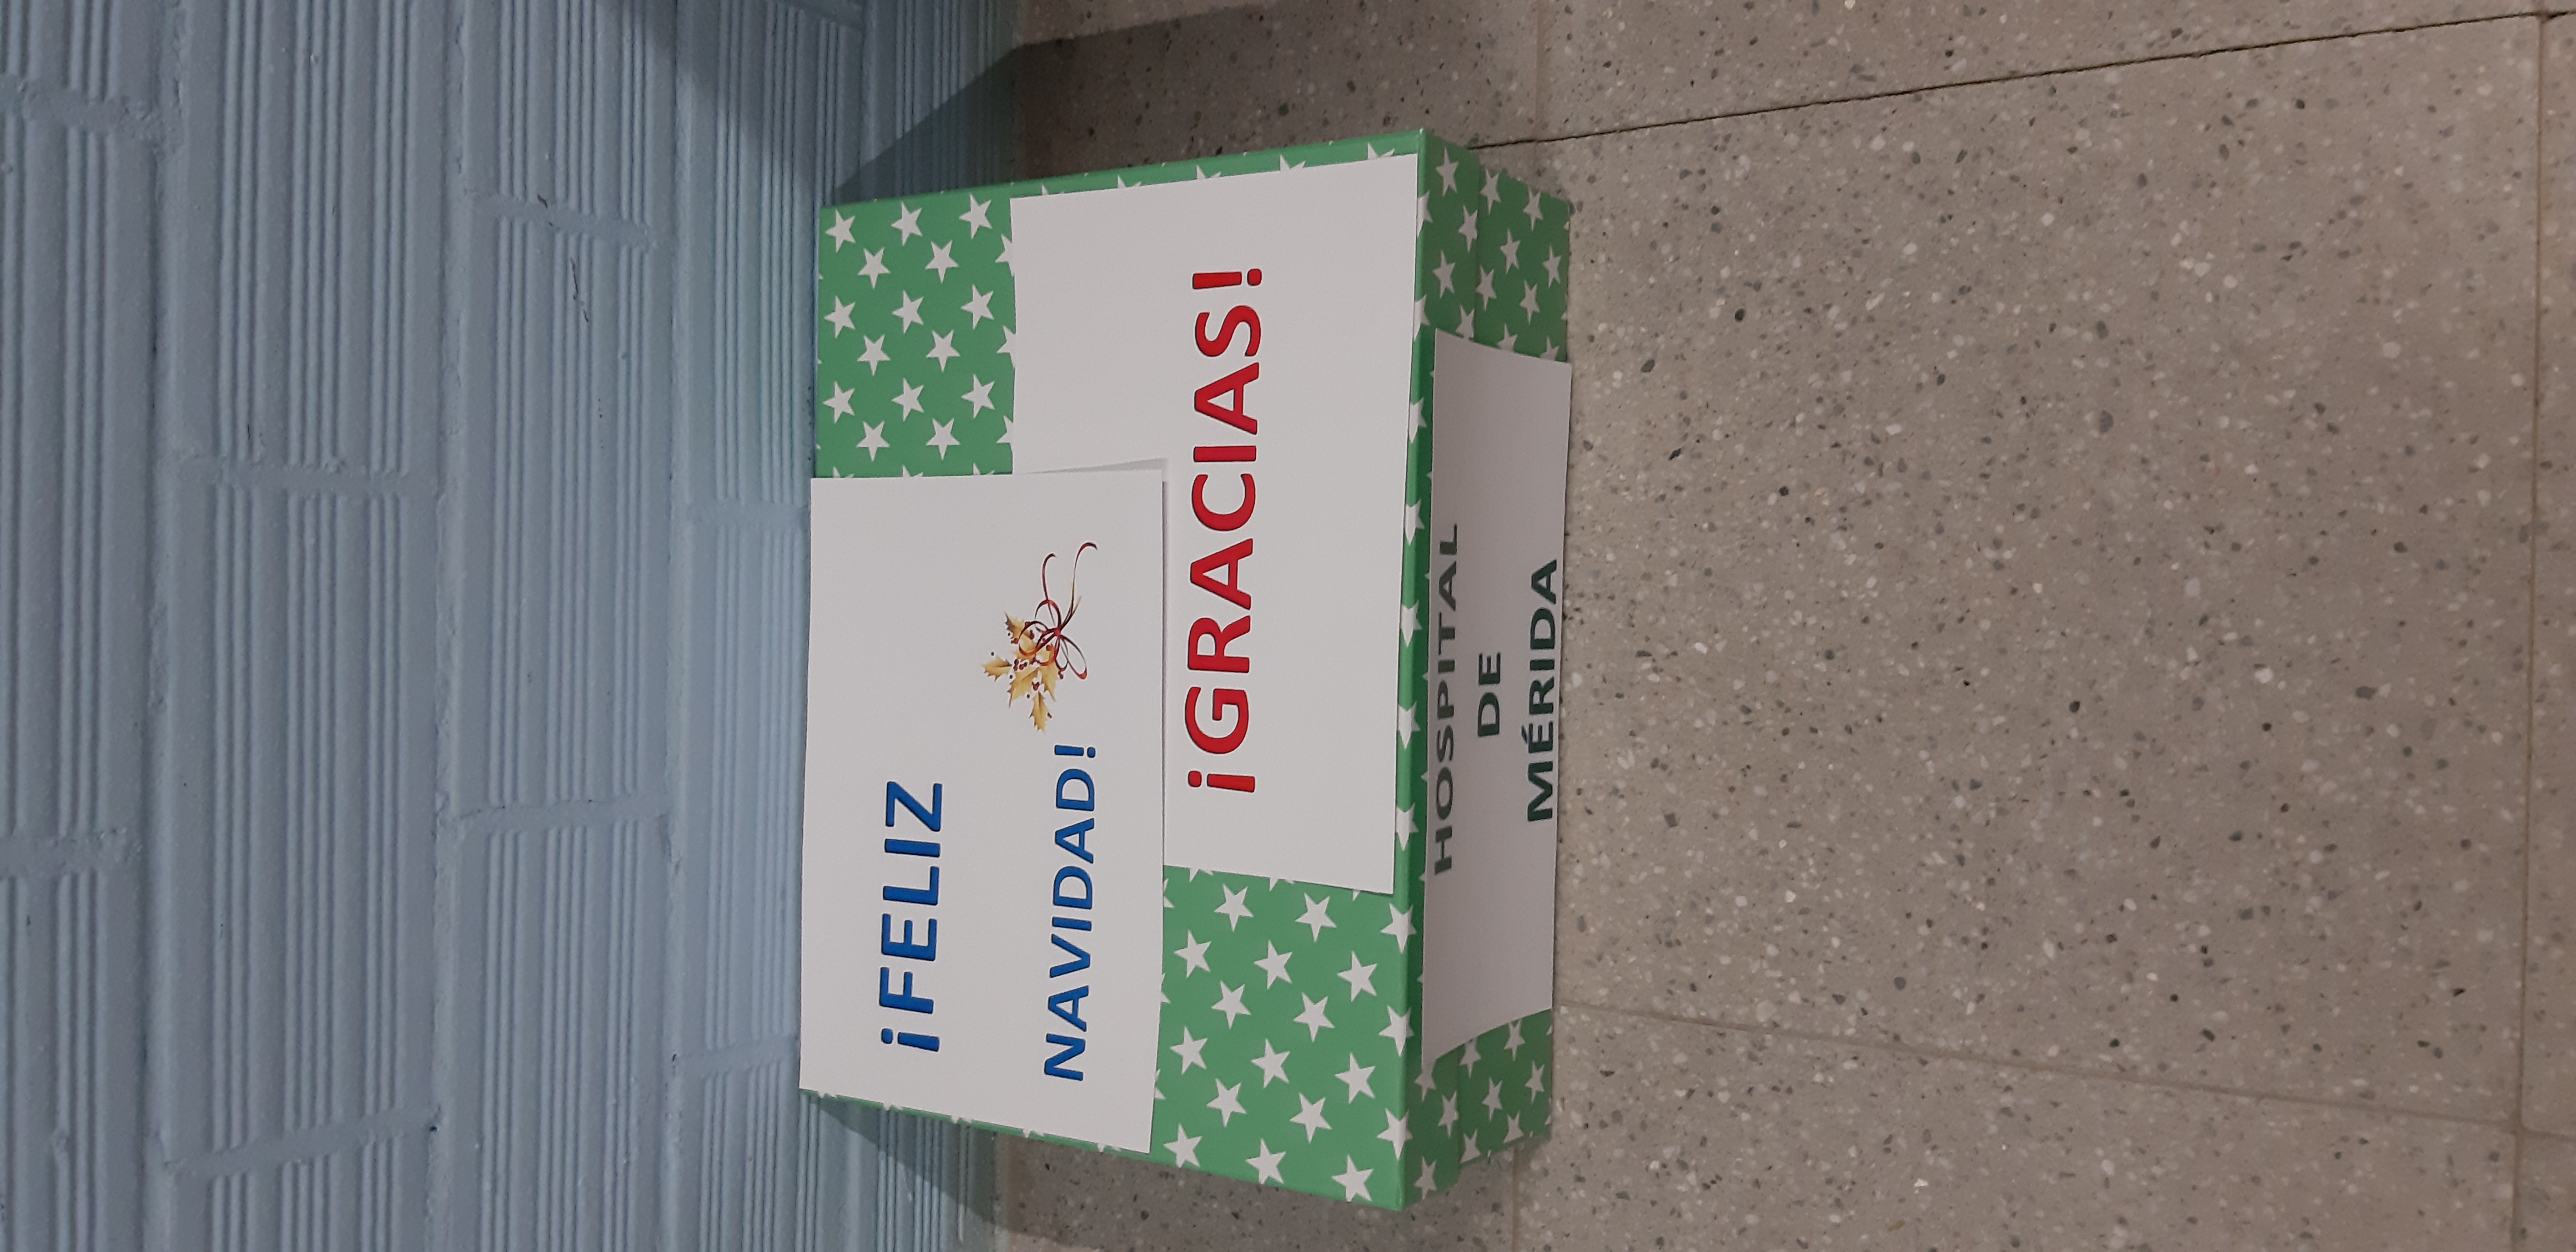 ¡FELIZ
NAVIDAD!
¡GRACIAS!
HOSPITAL
DE
MÉRIDA